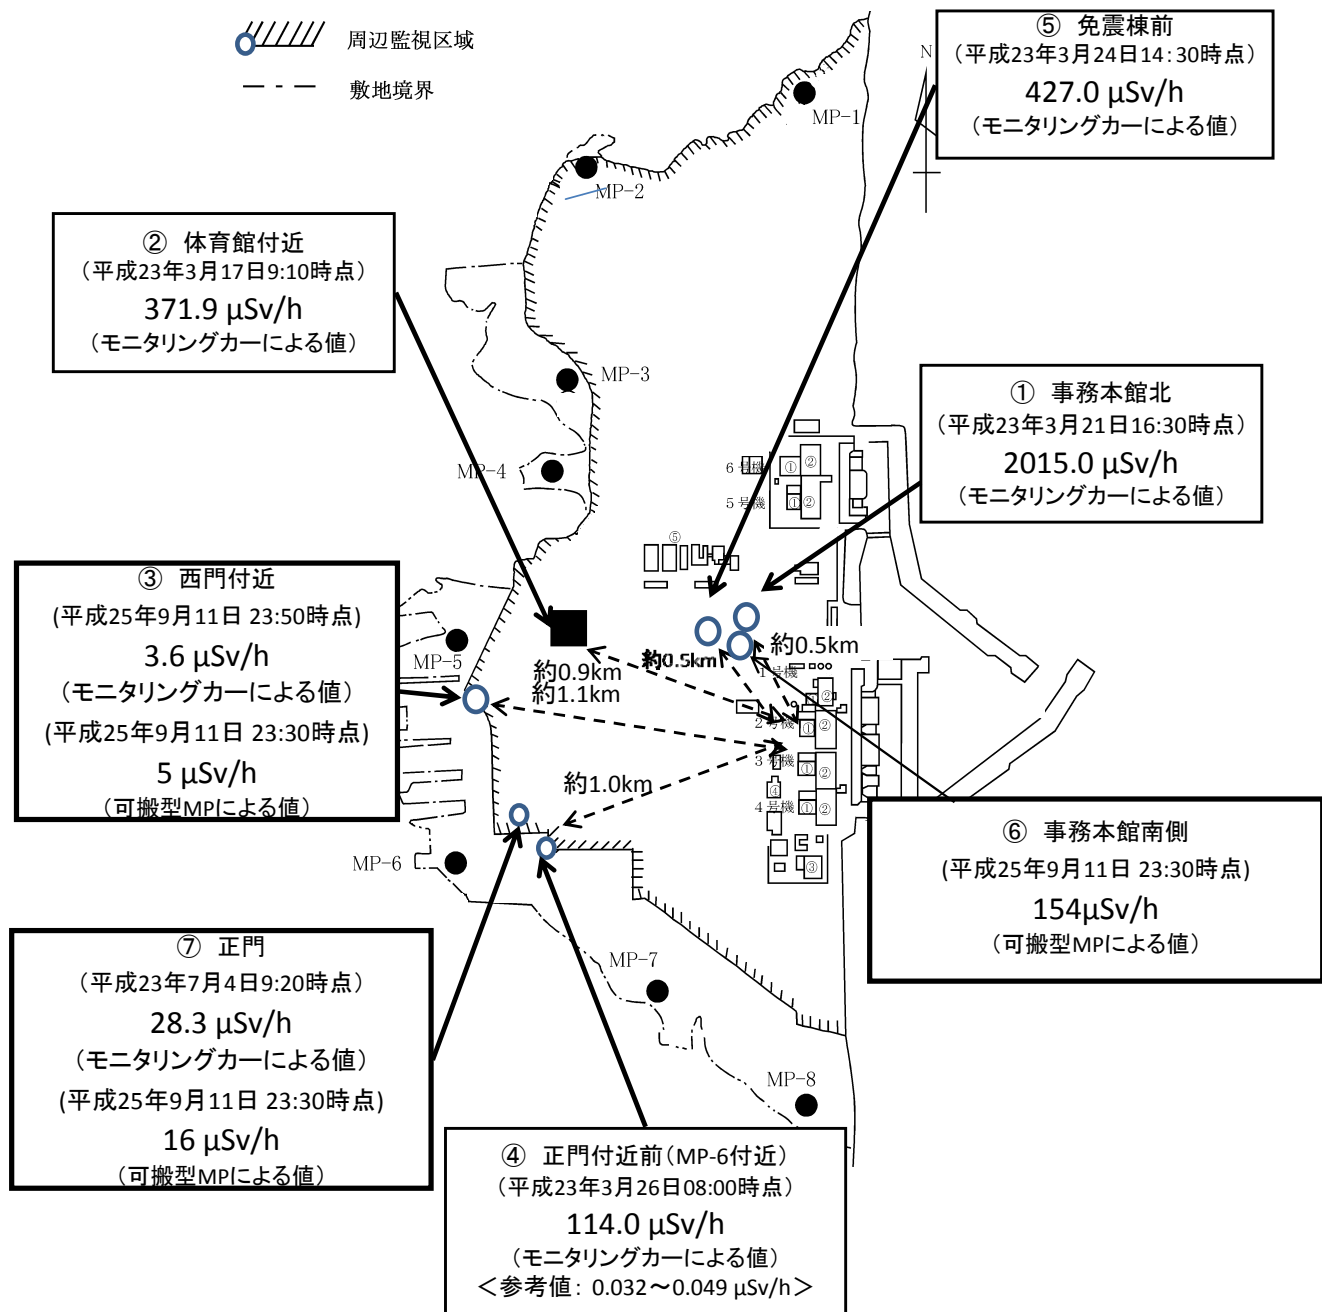 周辺監視区域
敷地境界
⑤ 免震棟前
（平成23年3月24日14:30時点）
427.0 μSv/h
（モニタリングカーによる値）
N
MP-1
MP-2
② 体育館付近
（平成23年3月17日9:10時点）
371.9 μSv/h
（モニタリングカーによる値）
MP-3
① 事務本館北
（平成23年3月21日16:30時点）
2015.0 μSv/h
（モニタリングカーによる値）
MP-4
6号機
①
②
5号機
①
②
⑤
③ 西門付近
(平成25年9月11日 23:50時点)
3.6 μSv/h
（モニタリングカーによる値）
(平成25年9月11日 23:30時点)
5 μSv/h
（可搬型MPによる値）
MP-5
約0.9km
約1.1km
約0.5km
約0.5km
1号機
②
2号機
①
②
3号機
①
②
④
4号機
①
②
③
約1.0km
MP-6
⑥ 事務本館南側
(平成25年9月11日 23:30時点)
154μSv/h
（可搬型MPによる値）
⑦ 正門
（平成23年7月4日9:20時点）
28.3 μSv/h
（モニタリングカーによる値）
(平成25年9月11日 23:30時点)
16 μSv/h
（可搬型MPによる値）
MP-7
MP-8
④ 正門付近前（MP-6付近）
（平成23年3月26日08:00時点）
114.0 μSv/h
（モニタリングカーによる値）
＜参考値： 0.032～0.049 μSv/h＞